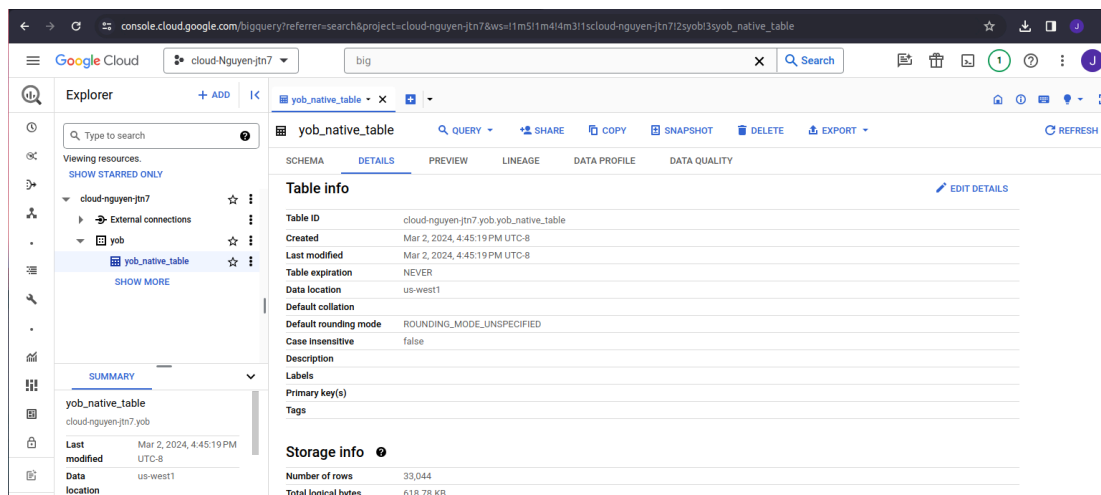 console.cloud.google.com/bigquery?referrer=search&project=cloud-nguyen-jtn7&ws=!1m5!1m4!4m3!1scloud-nguyen-jtn7!2syob!3syob_native_table
J
Google Cloud
cloud-Nguyen-jtn7
big
Search
1
J
Explorer
+ ADD
yob_native_table
Type to search
Viewing resources.
SHOW STARRED ONLY
cloud-nguyen-jtn7
External connections
yob
yob_native_table
SHOW MORE
SUMMARY
yob_native_table
cloud-nguyen-jtn7.yob
Last modified Mar 2, 2024, 4:45:19 PM UTC-8
Data location us-west1
yob_native_table
QUERY
SHARE
COPY
SNAPSHOT
DELETE
EXPORT
REFRESH
SCHEMA DETAILS PREVIEW LINEAGE DATA PROFILE DATA QUALITY
Table info
EDIT DETAILS
Table ID cloud-nguyen-jtn7.yob.yob_native_table
Created Mar 2, 2024, 4:45:19 PM UTC-8
Last modified Mar 2, 2024, 4:45:19 PM UTC-8
Table expiration NEVER
Data location us-west1
Default collation
Default rounding mode ROUNDING_MODE_UNSPECIFIED
Case insensitive false
Description
Labels
Primary key(s)
Tags
Storage info
Number of rows 33,044
Total logical bytes 618.78 KB